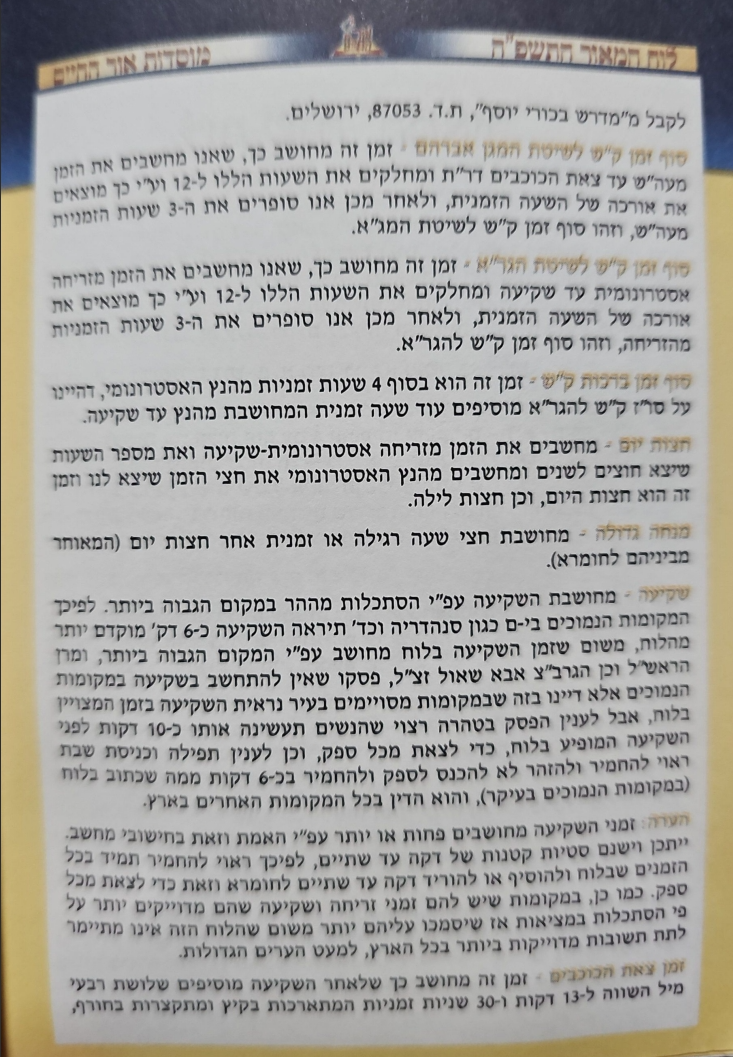 לוח המאור התשפ"ה
מוסדות אור החיים
לקבל מ"מדרש בכורי יוסף", ת.ד. 87053, ירושלים.
סוף זמן ק"ש לשיטת המגן אברהם - זמן זה מחושב כך, שאנו מחשבים את הזמן
מעה"ש עד צאת הכוכבים דר"ת ומחלקים את השעות הללו ל-12 וע"י כך מוצאים
את אורכה של השעה הזמנית, ולאחר מכן אנו סופרים את ה-3 שעות הזמניות
מעה"ש, וזהו סוף זמן ק"ש לשיטת המג"א.
סוף זמן ק"ש לשיטת הגר"א - זמן זה מחושב כך, שאנו מחשבים את הזמן מזריחה
אסטרונומית עד שקיעה ומחלקים את השעות הללו ל-12 וע"י כך מוצאים את
אורכה של השעה הזמנית, ולאחר מכן אנו סופרים את ה-3 שעות הזמניות
מהזריחה, וזהו סוף זמן ק"ש להגר"א.
סוף זמן ברכות ק"ש - זמן זה הוא בסוף 4 שעות זמניות מהנץ האסטרונומי, דהיינו
על סו"ז ק"ש להגר"א מוסיפים עוד שעה זמנית המחושבת מהנץ עד שקיעה.
חצות יום - מחשבים את הזמן מזריחה אסטרונומית-שקיעה ואת מספר השעות
שיצא חוצים לשנים ומחשבים מהנץ האסטרונומי את חצי הזמן שיצא לנו וזמן
זה הוא חצות היום, וכן חצות לילה.
מנחה גדולה - מחושבת חצי שעה רגילה או זמנית אחר חצות יום (המאוחר
מביניהם לחומרא).
שקיעה - מחושבת השקיעה עפ"י הסתכלות מההר במקום הגבוה ביותר. לפיכך
המקומות הנמוכים בי-ם כגון סנהדריה וכד' תיראה השקיעה כ-6 דק' מוקדם יותר
מהלוח, משום שזמן השקיעה בלוח מחושב עפ"י המקום הגבוה ביותר, ומרן
הראש"ל וכן הגרב"צ אבא שאול זצ"ל, פסקו שאין להתחשב בשקיעה במקומות
הנמוכים אלא דיינו בזה שבמקומות מסויימים בעיר נראית השקיעה בזמן המצויין
בלוח, אבל לענין הפסק בטהרה רצוי שהנשים תעשינה אותו כ-10 דקות לפני
השקיעה המופיע בלוח, כדי לצאת מכל ספק, וכן לענין תפילה וכניסת שבת
ראוי להחמיר ולהזהר לא להכנס לספק ולהחמיר בכ-6 דקות ממה שכתוב בלוח
(במקומות הנמוכים בעיקר), והוא הדין בכל המקומות האחרים בארץ.
הערה: זמני השקיעה מחושבים פחות או יותר עפ"י האמת וזאת בחישובי מחשב.
ייתכן וישנם סטיות קטנות של דקה עד שתיים, לפיכך ראוי להחמיר תמיד בכל
הזמנים שבלוח ולהוסיף או להוריד דקה עד שתיים לחומרא וזאת כדי לצאת מכל
ספק. כמו כן, במקומות שיש להם זמני זריחה ושקיעה שהם מדוייקים יותר על
פי הסתכלות במציאות אז שיסמכו עליהם יותר משום שהלוח הזה אינו מתיימר
לתת תשובות מדוייקות ביותר בכל הארץ, למעט הערים הגדולות.
זמן צאת הכוכבים - זמן זה מחושב כך שלאחר השקיעה מוסיפים שלושת רבעי
מיל השווה ל-13 דקות ו-30 שניות זמניות המתארכות בקיץ ומתקצרות בחורף,